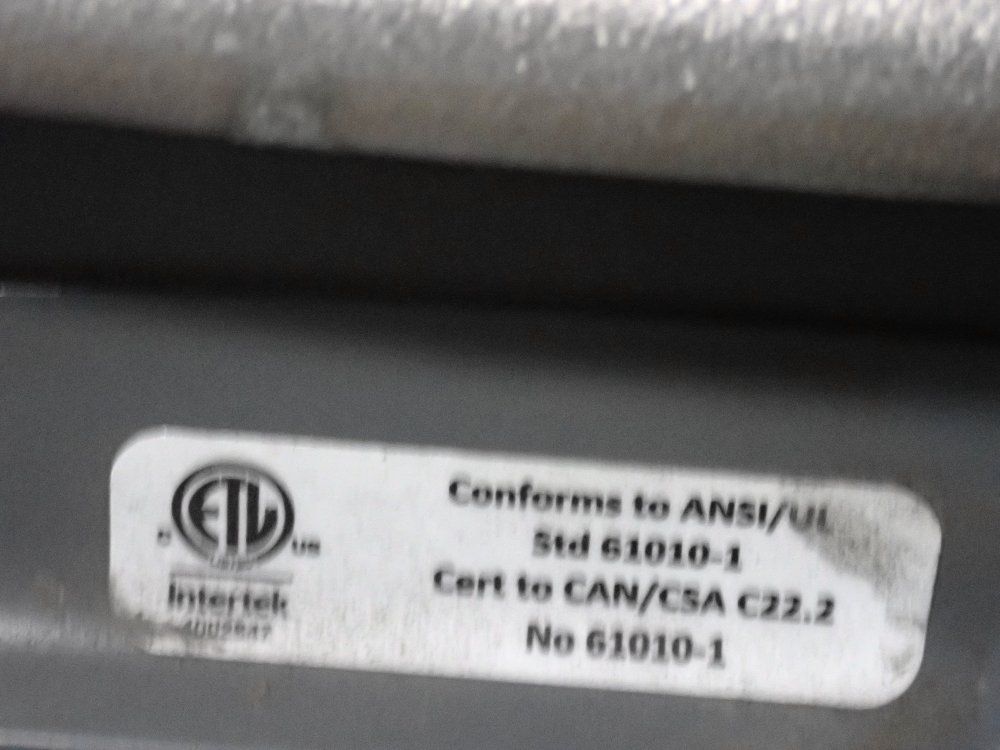 ETL
c
US
Intertek
Conforms to ANSI/UL
Std 61010-1
Cert to CAN/CSA C22.2
No 61010-1